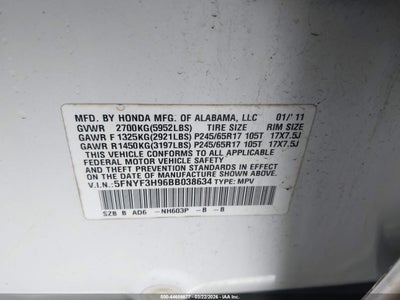 MFD. BY HONDA MFG. OF ALABAMA, LLC 01/'11
GVWR 2700KG(5952LBS) TIRE SIZE RIM SIZE
GAWR F 1325KG(2921LBS) P245/65R17 105T 17X7.5J
GAWR R1450KG(3197LBS) P245/65R17 105T 17X7.5J
THIS VEHICLE CONFORMS TO ALL APPLICABLE
FEDERAL MOTOR VEHICLE SAFETY AND
THEFT PREVENTION STANDARDS IN EFFECT ON
THE DATE OF MANUFACTURE SHOWN ABOVE.
V.I.N.:5FNYF3H96BB038634 TYPE: MPV
SZB B AD6 -NH603P -B -B